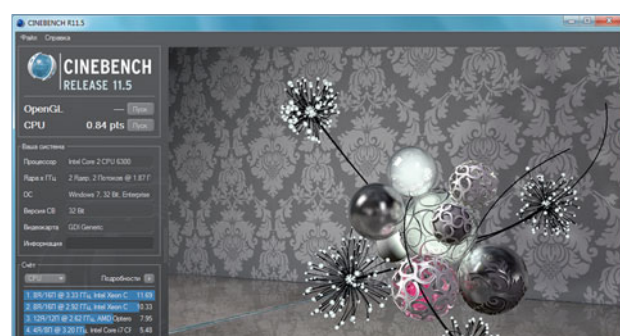 CINEBENCH R11.5
Файл Справка
CINEBENCH
RELEASE 11.5
OpenGL --- Пуск
CPU 0.84 pts Пуск
Ваша система
Процессор Intel Core 2 CPU 6300
Ядра x ГГц 2 Ядер, 2 Потоков @ 1.87 Г
ОС Windows 7, 32 Bit, Enterprise
Версия CB 32 Bit
Видеокарта GDI Generic
Информация
Счёт
CPU Подробности
1. 8Я/16П @ 3.33 ГГц, Intel Xeon C 11.69
2. 8Я/16П @ 2.92 ГГц, Intel Xeon C 10.33
3. 12Я/12П @ 2.62 ГГц, AMD Optero 7.95
4. 4Я/8П @ 3.20 ГГц, Intel Core i7 CF 5.48